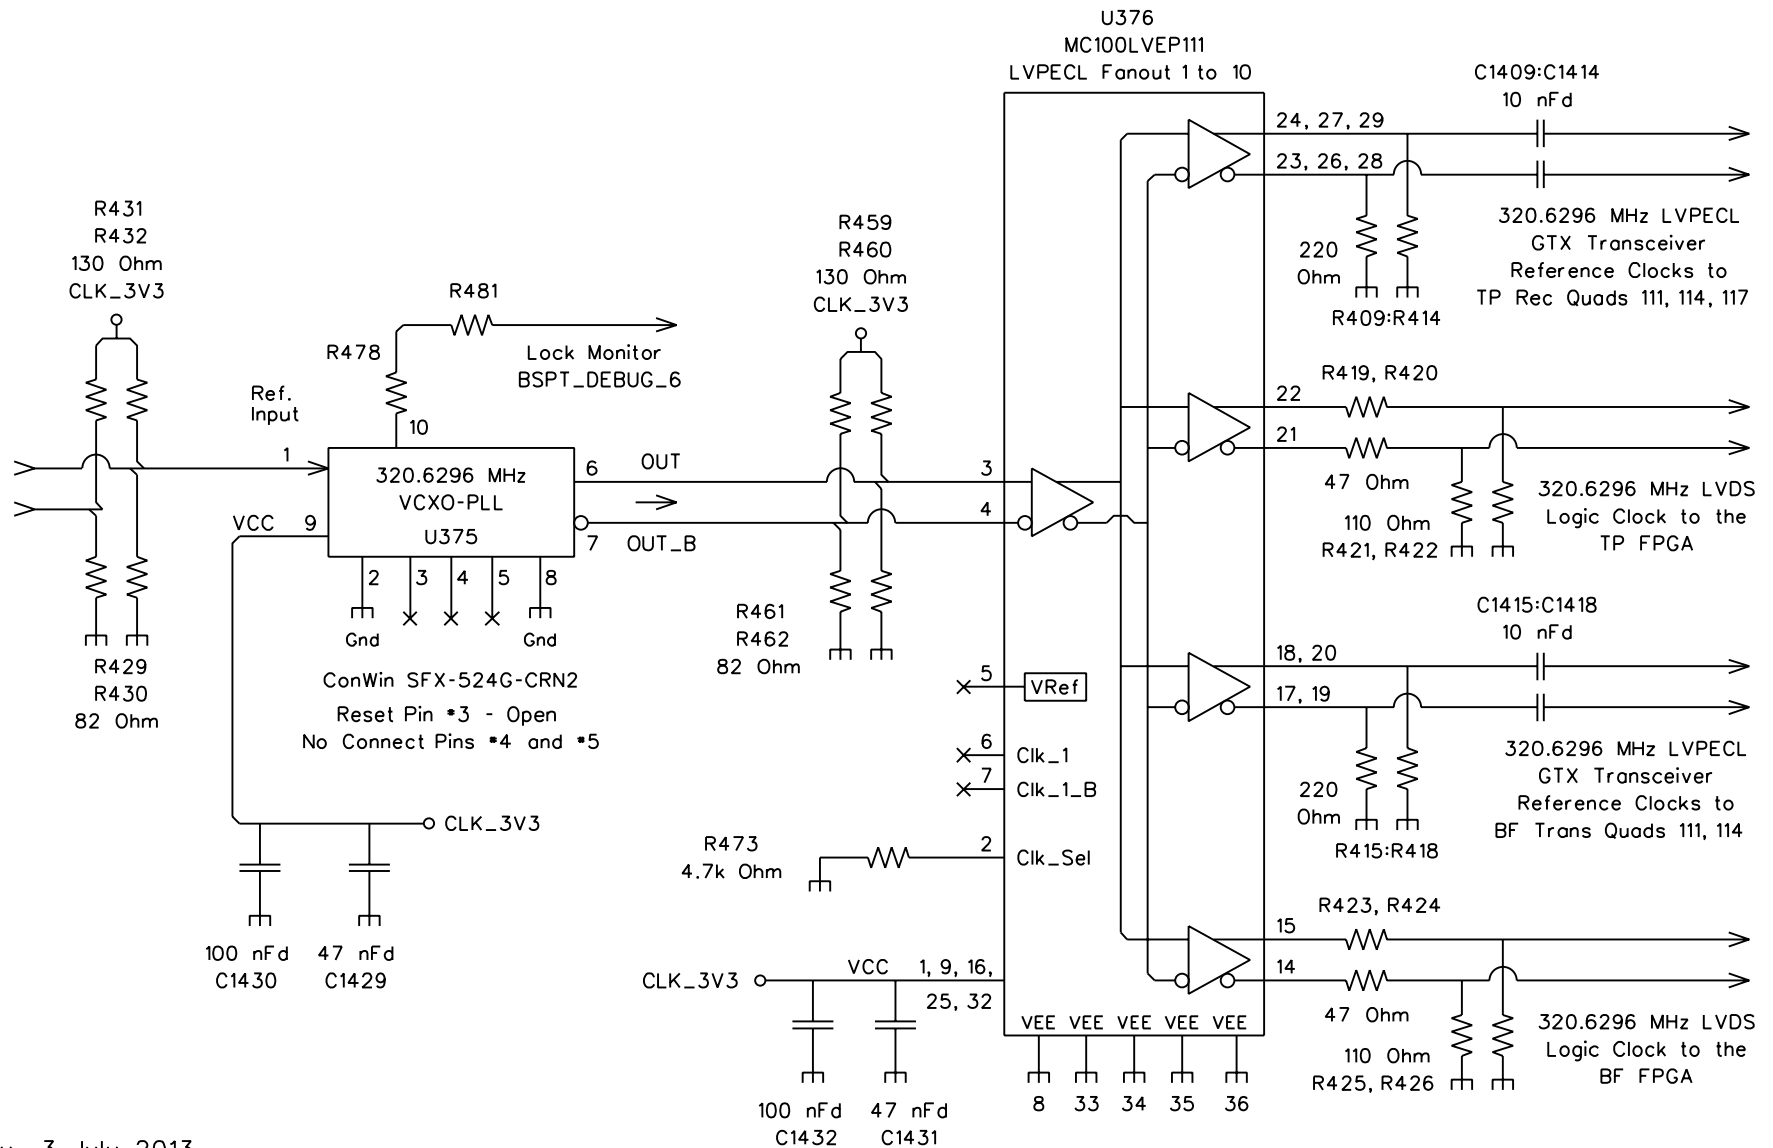 U376
MC100LVEP111
LVPECL Fanout 1 to 10
C1409:C1414
10 nFd
24, 27, 29
23, 26, 28
220
Ohm
R409:R414
320.6296 MHz LVPECL
GTX Transceiver
Reference Clocks to
TP Rec Quads 111, 114, 117
R431
R432
130 Ohm
CLK_3V3
R481
R478
Lock Monitor
BSPT_DEBUG_6
R459
R460
130 Ohm
CLK_3V3
Ref.
Input
10
1
320.6296 MHz
VCXO-PLL
U375
VCC
9
6
OUT
7
OUT_B
3
4
2
3
4
5
8
Gnd
Gnd
R429
R430
82 Ohm
R461
R462
82 Ohm
ConWin SFX-524G-CRN2
Reset Pin #3 - Open
No Connect Pins #4 and #5
R419, R420
22
21
47 Ohm
110 Ohm
R421, R422
320.6296 MHz LVDS
Logic Clock to the
TP FPGA
C1415:C1418
10 nFd
18, 20
17, 19
220
Ohm
R415:R418
320.6296 MHz LVPECL
GTX Transceiver
Reference Clocks to
BF Trans Quads 111, 114
5
VRef
6
Clk_1
7
Clk_1_B
R473
4.7k Ohm
2
Clk_Sel
CLK_3V3
100 nFd
C1430
47 nFd
C1429
CLK_3V3
VCC
1, 9, 16,
25, 32
100 nFd
C1432
47 nFd
C1431
VEE VEE VEE VEE VEE
8 33 34 35 36
R423, R424
15
14
47 Ohm
110 Ohm
R425, R426
320.6296 MHz LVDS
Logic Clock to the
BF FPGA
3 July 2013